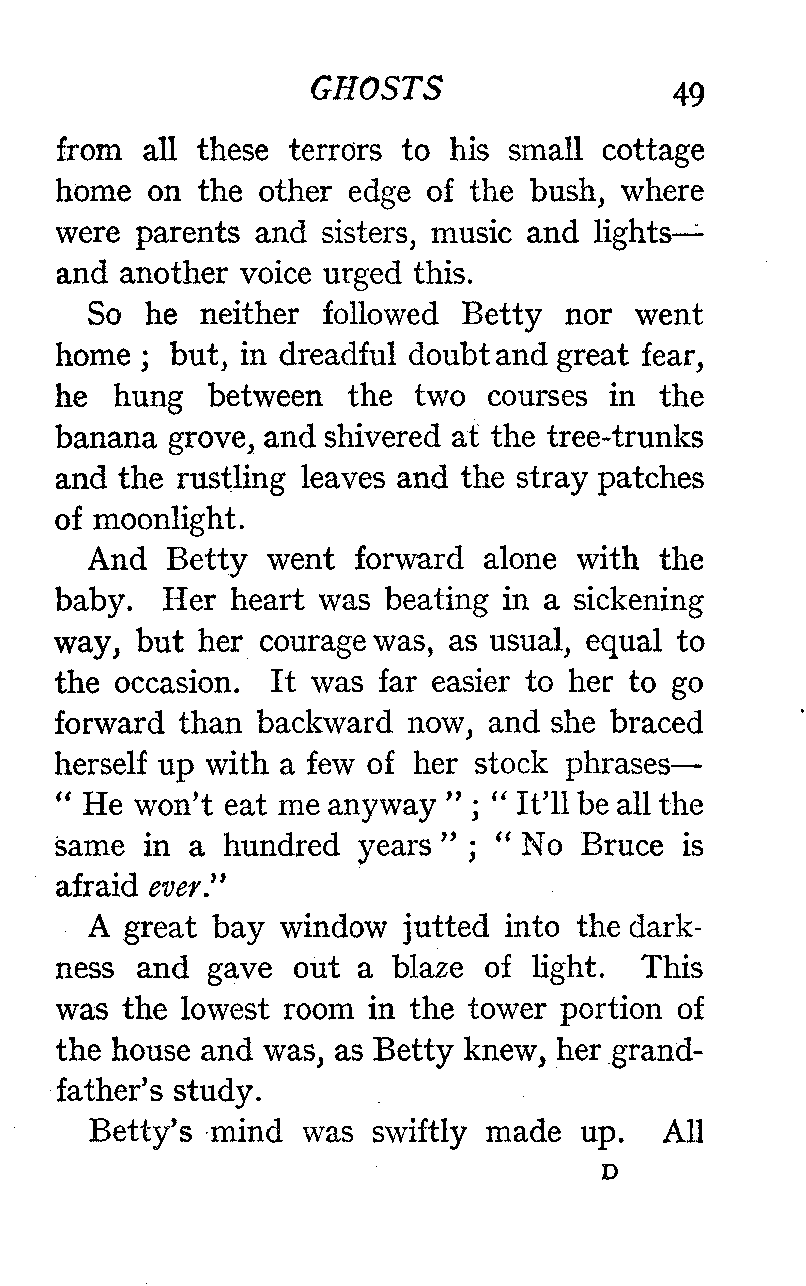 GHOSTS 49
from all these terrors to his small cottage
home on the other edge of the bush, where
were parents and sisters, music and lights—
and another voice urged this.
So he neither followed Betty nor went
home ; but, in dreadful doubt and great fear,
he hung between the two courses in the
banana grove, and shivered at the tree-trunks
and the rustling leaves and the stray patches
of moonlight.
And Betty went forward alone with the
baby. Her heart was beating in a sickening
way, but her courage was, as usual, equal to
the occasion. It was far easier to her to go
forward than backward now, and she braced
herself up with a few of her stock phrases—
“ He won’t eat me anyway ” ; “ It’ll be all the
same in a hundred years ” ; “ No Bruce is
afraid ever.”
A great bay window jutted into the dark-
ness and gave out a blaze of light. This
was the lowest room in the tower portion of
the house and was, as Betty knew, her grand-
father’s study.
Betty’s mind was swiftly made up. All
D